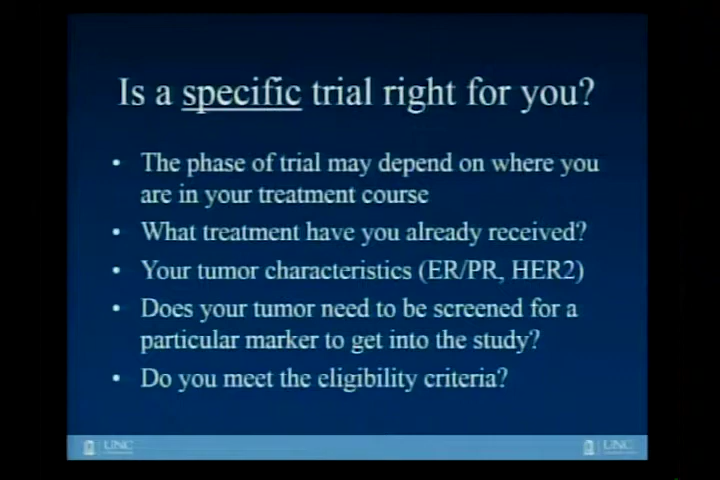 Is a specific trial right for you?
• The phase of trial may depend on where you
are in your treatment course
• What treatment have you already received?
• Your tumor characteristics (ER/PR, HER2)
• Does your tumor need to be screened for a
particular marker to get into the study?
• Do you meet the eligibility criteria?
UNC
UNC